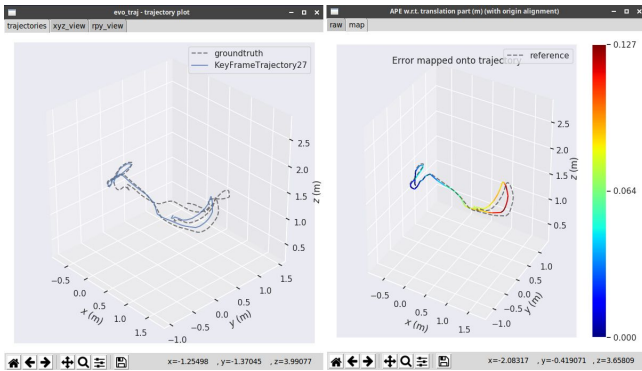 evo_traj - trajectory plot
trajectories xyz_view rpy_view
groundtruth
KeyFrameTrajectory27
2.5
2.0
1.5
1.0
0.5
z (m)
−0.5
0.0
0.5
1.0
1.5
x (m)
−1.0
−0.5
0.0
0.5
1.0
1.5
y (m)
x=-1.25498 , y=-1.37045 , z=3.99077
APE w.r.t. translation part (m) (with origin alignment)
raw map
Error mapped onto trajectory
reference
2.5
2.0
1.5
1.0
0.5
z (m)
−0.5
0.0
0.5
1.0
1.5
x (m)
−1.0
−0.5
0.0
0.5
1.0
y (m)
0.127
0.064
0.000
x=-2.08317 , y=-0.419071 , z=3.65809